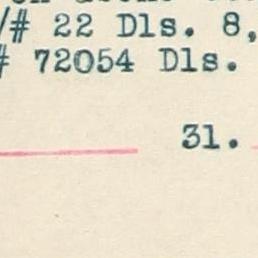 /# 22 Dls. 8,
# 72054 Dls.
31.